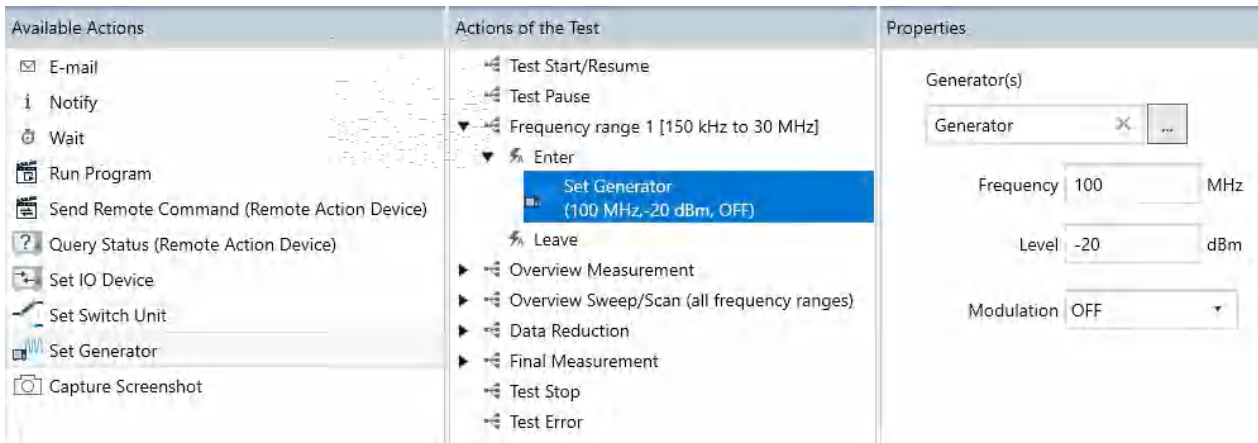 Available Actions
E-mail
Notify
Wait
Run Program
Send Remote Command (Remote Action Device)
Query Status (Remote Action Device)
Set IO Device
Set Switch Unit
Set Generator
Capture Screenshot
Actions of the Test
Test Start/Resume
Test Pause
Frequency range 1 [150 kHz to 30 MHz]
Enter
Set Generator
(100 MHz,-20 dBm, OFF)
Leave
Overview Measurement
Overview Sweep/Scan (all frequency ranges)
Data Reduction
Final Measurement
Test Stop
Test Error
Properties
Generator(s)
Generator ...
Frequency 100 MHz
Level -20 dBm
Modulation OFF